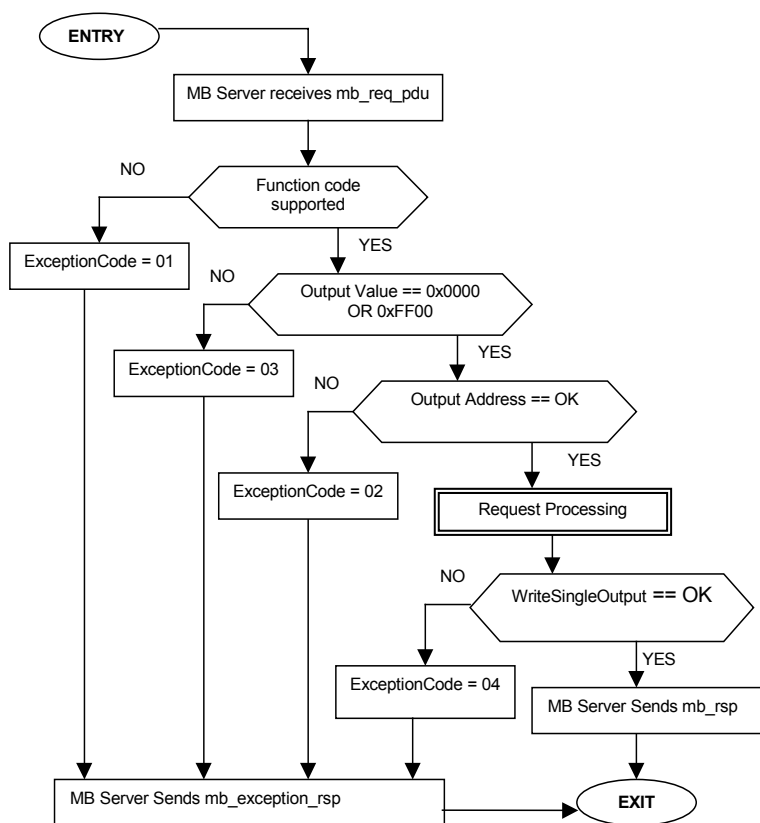 ENTRY
MB Server receives mb_req_pdu
NO
Function code
supported
YES
ExceptionCode = 01
NO
Output Value == 0x0000
OR 0xFF00
YES
ExceptionCode = 03
NO
Output Address == OK
YES
ExceptionCode = 02
Request Processing
NO
WriteSingleOutput == OK
YES
ExceptionCode = 04
MB Server Sends mb_rsp
MB Server Sends mb_exception_rsp
EXIT